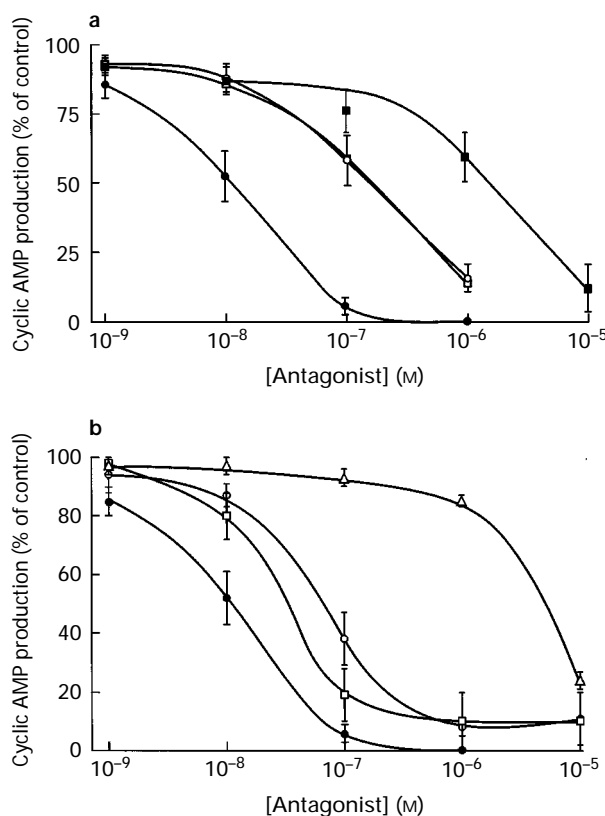 a
100
75
50
25
0
Cyclic AMP production (% of control)
10⁻⁹ 10⁻⁸ 10⁻⁷ 10⁻⁶ 10⁻⁵
[Antagonist] (M)
b
100
80
60
40
20
0
Cyclic AMP production (% of control)
10⁻⁹ 10⁻⁸ 10⁻⁷ 10⁻⁶ 10⁻⁵
[Antagonist] (M)